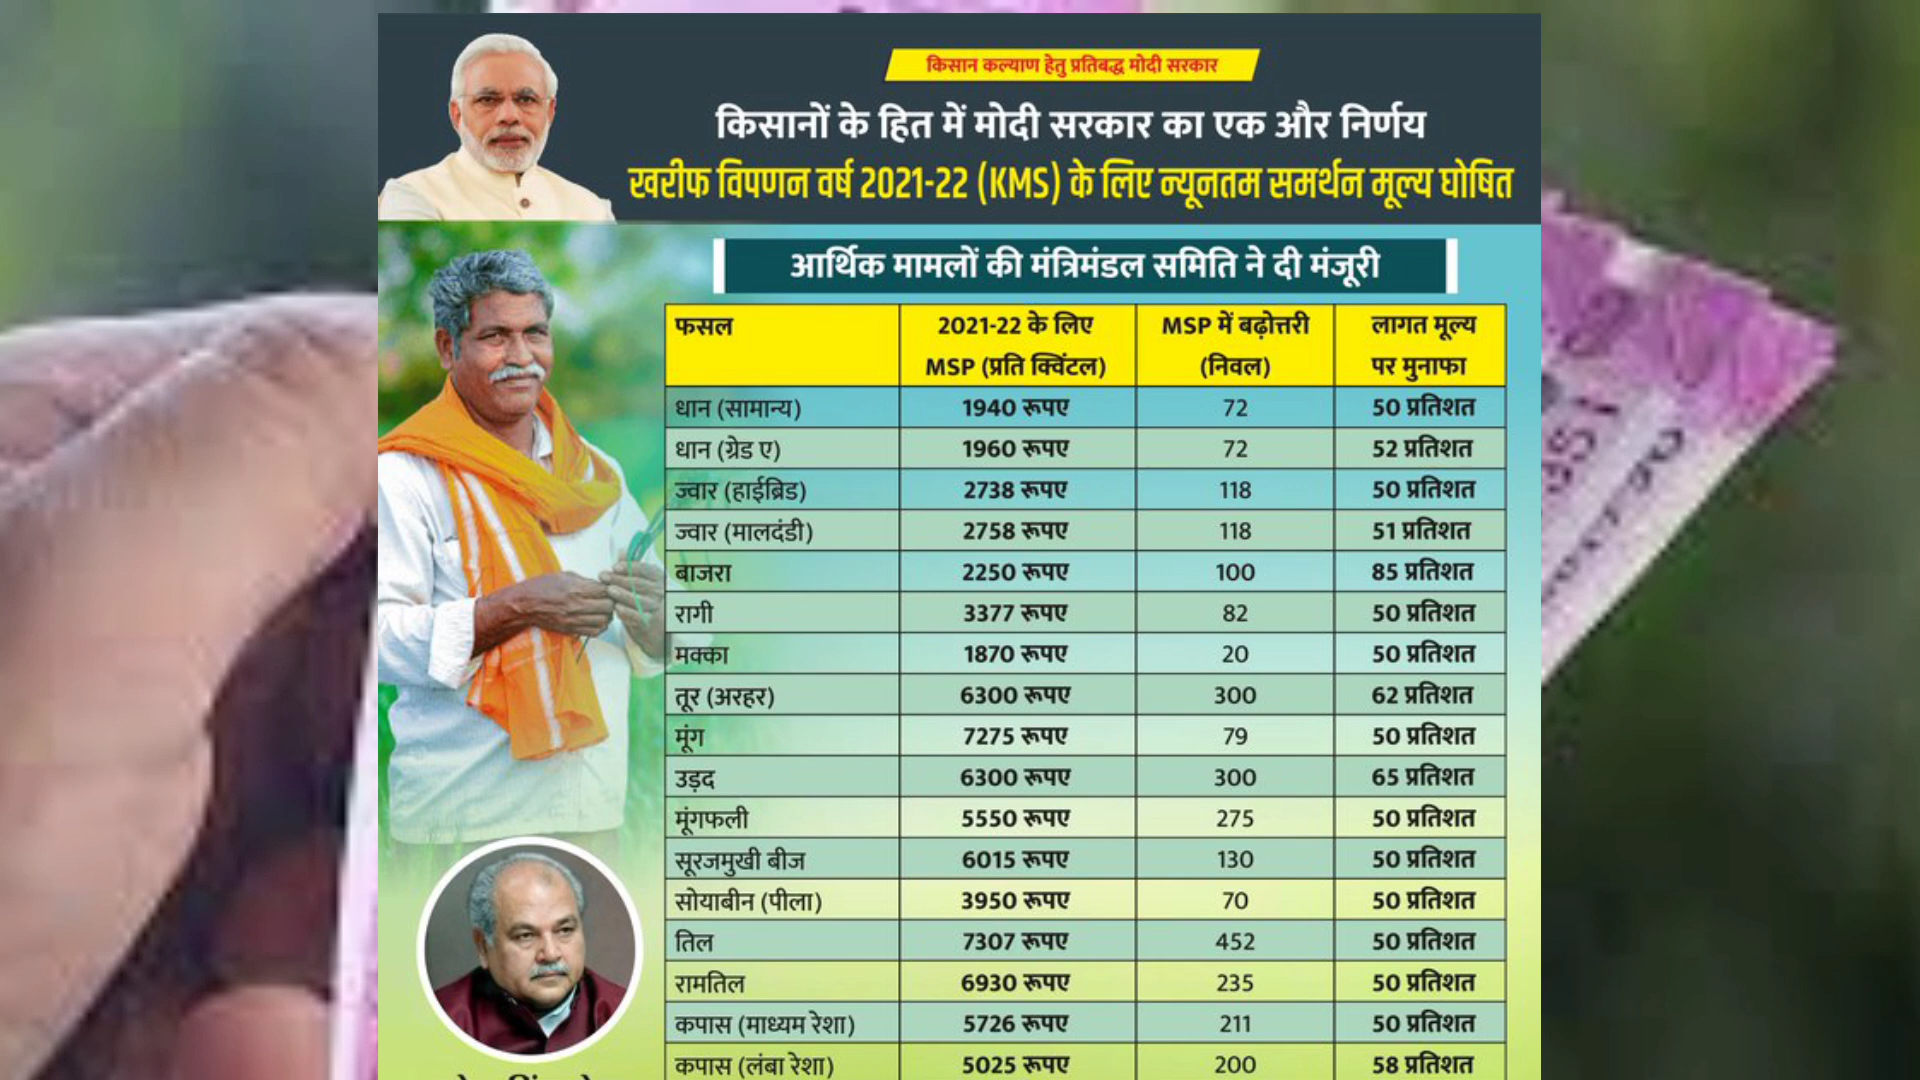 किसान कल्याण हेतु प्रतिबद्ध मोदी सरकार
किसानों के हित में मोदी सरकार का एक और निर्णय
खरीफ विपणन वर्ष 2021-22 (KMS) के लिए न्यूनतम समर्थन मूल्य घोषित
आर्थिक मामलों की मंत्रिमंडल समिति ने दी मंजूरी
फसल 2021-22 के लिए MSP (प्रति क्विंटल) MSP में बढ़ोत्तरी (निवल) लागत मूल्य पर मुनाफा
धान (सामान्य) 1940 रूपए 72 50 प्रतिशत
धान (ग्रेड ए) 1960 रूपए 72 52 प्रतिशत
ज्वार (हाईब्रिड) 2738 रूपए 118 50 प्रतिशत
ज्वार (मालदंडी) 2758 रूपए 118 51 प्रतिशत
बाजरा 2250 रूपए 100 85 प्रतिशत
रागी 3377 रूपए 82 50 प्रतिशत
मक्का 1870 रूपए 20 50 प्रतिशत
तूर (अरहर) 6300 रूपए 300 62 प्रतिशत
मूंग 7275 रूपए 79 50 प्रतिशत
उड़द 6300 रूपए 300 65 प्रतिशत
मूंगफली 5550 रूपए 275 50 प्रतिशत
सूरजमुखी बीज 6015 रूपए 130 50 प्रतिशत
सोयाबीन (पीला) 3950 रूपए 70 50 प्रतिशत
तिल 7307 रूपए 452 50 प्रतिशत
रामतिल 6930 रूपए 235 50 प्रतिशत
कपास (माध्यम रेशा) 5726 रूपए 211 50 प्रतिशत
कपास (लंबा रेशा) 5025 रूपए 200 58 प्रतिशत